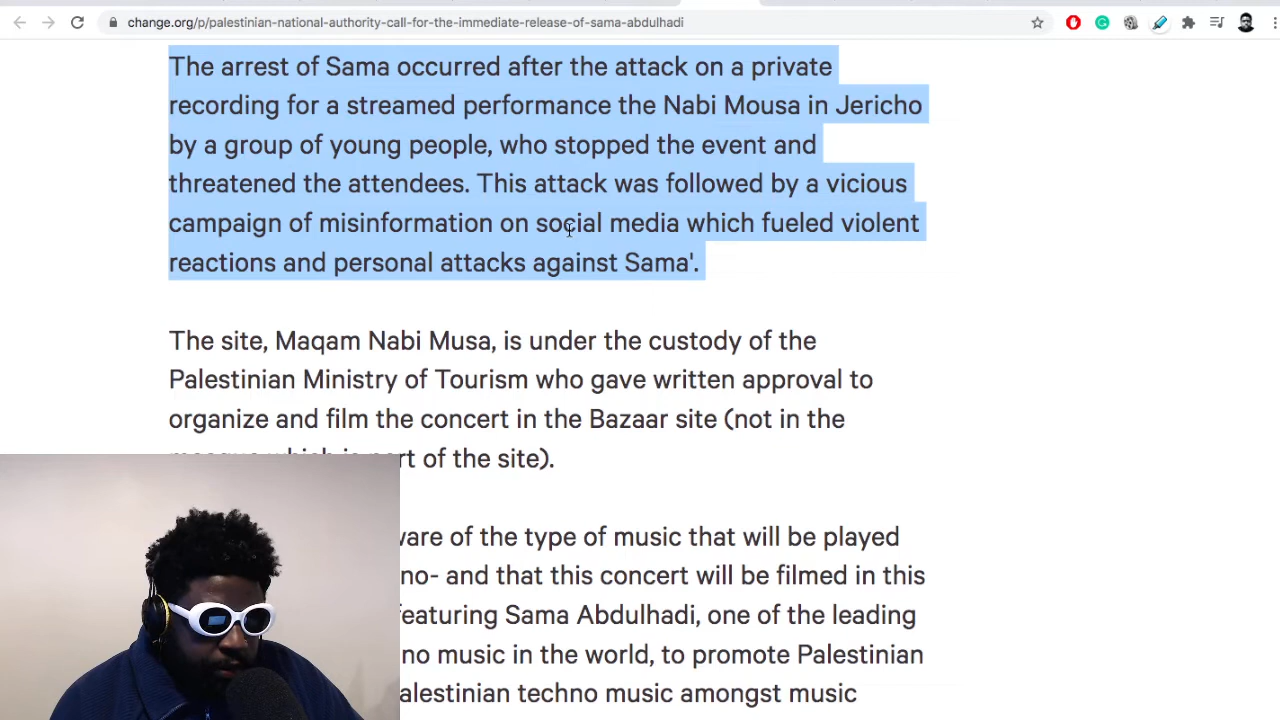 change.org/p/palestinian-national-authority-call-for-the-immediate-release-of-sama-abdulhadi
The arrest of Sama occurred after the attack on a private
recording for a streamed performance the Nabi Mousa in Jericho
by a group of young people, who stopped the event and
threatened the attendees. This attack was followed by a vicious
campaign of misinformation on social media which fueled violent
reactions and personal attacks against Sama'.
The site, Maqam Nabi Musa, is under the custody of the
Palestinian Ministry of Tourism who gave written approval to
organize and film the concert in the Bazaar site (not in the
of the site).
of the type of music that will be played
and that this concert will be filmed in this
featuring Sama Abdulhadi, one of the leading
music in the world, to promote Palestinian
techno music amongst music